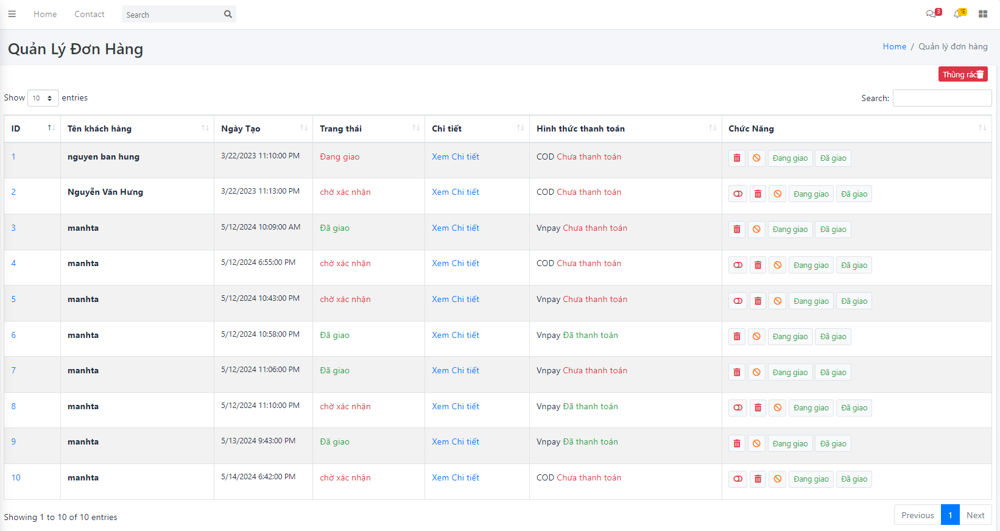 Home Contact Search 3 15
Quản Lý Đơn Hàng
Home / Quản lý đơn hàng
Thùng rác
Show 10 entries Search:
ID Tên khách hàng Ngày Tạo Trang thái Chi tiết Hình thức thanh toán Chức Năng
1 nguyen ban hung 3/22/2023 11:10:00 PM Đang giao Xem Chi tiết COD Chưa thanh toán Đang giao Đã giao
2 Nguyễn Văn Hưng 3/22/2023 11:13:00 PM chờ xác nhận Xem Chi tiết COD Chưa thanh toán Đang giao Đã giao
3 manhta 5/12/2024 10:09:00 AM Đã giao Xem Chi tiết Vnpay Chưa thanh toán Đang giao Đã giao
4 manhta 5/12/2024 6:55:00 PM chờ xác nhận Xem Chi tiết COD Chưa thanh toán Đang giao Đã giao
5 manhta 5/12/2024 10:43:00 PM chờ xác nhận Xem Chi tiết Vnpay Chưa thanh toán Đang giao Đã giao
6 manhta 5/12/2024 10:58:00 PM Đã giao Xem Chi tiết Vnpay Đã thanh toán Đang giao Đã giao
7 manhta 5/12/2024 11:06:00 PM Đã giao Xem Chi tiết Vnpay Chưa thanh toán Đang giao Đã giao
8 manhta 5/12/2024 11:10:00 PM chờ xác nhận Xem Chi tiết Vnpay Đã thanh toán Đang giao Đã giao
9 manhta 5/13/2024 9:43:00 PM Đã giao Xem Chi tiết Vnpay Đã thanh toán Đang giao Đã giao
10 manhta 5/14/2024 6:42:00 PM chờ xác nhận Xem Chi tiết COD Chưa thanh toán Đang giao Đã giao
Showing 1 to 10 of 10 entries Previous 1 Next